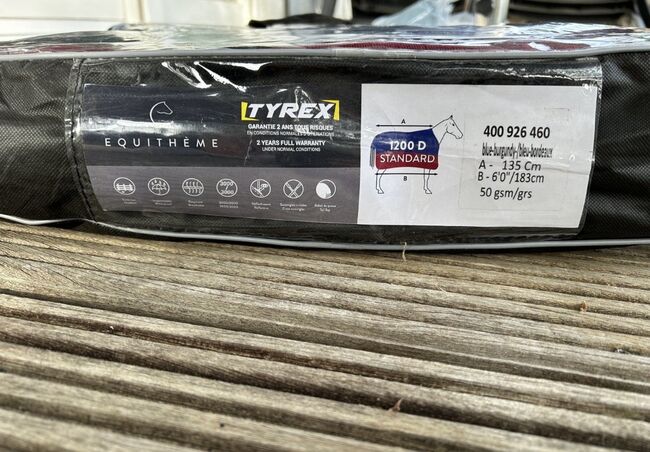 EQUITHÈME
TYREX
GARANTIE 2 ANS TOUS RISQUES
EN CONDITIONS NORMALES D'UTILISATION
2 YEARS FULL WARRANTY
UNDER NORMAL CONDITIONS
A
1200 D
STANDARD
B
400 926 460
blue-burgundy-/bleu-bordeaux
A - 135 Cm
B - 6'0"/183cm
50 gsm/grs